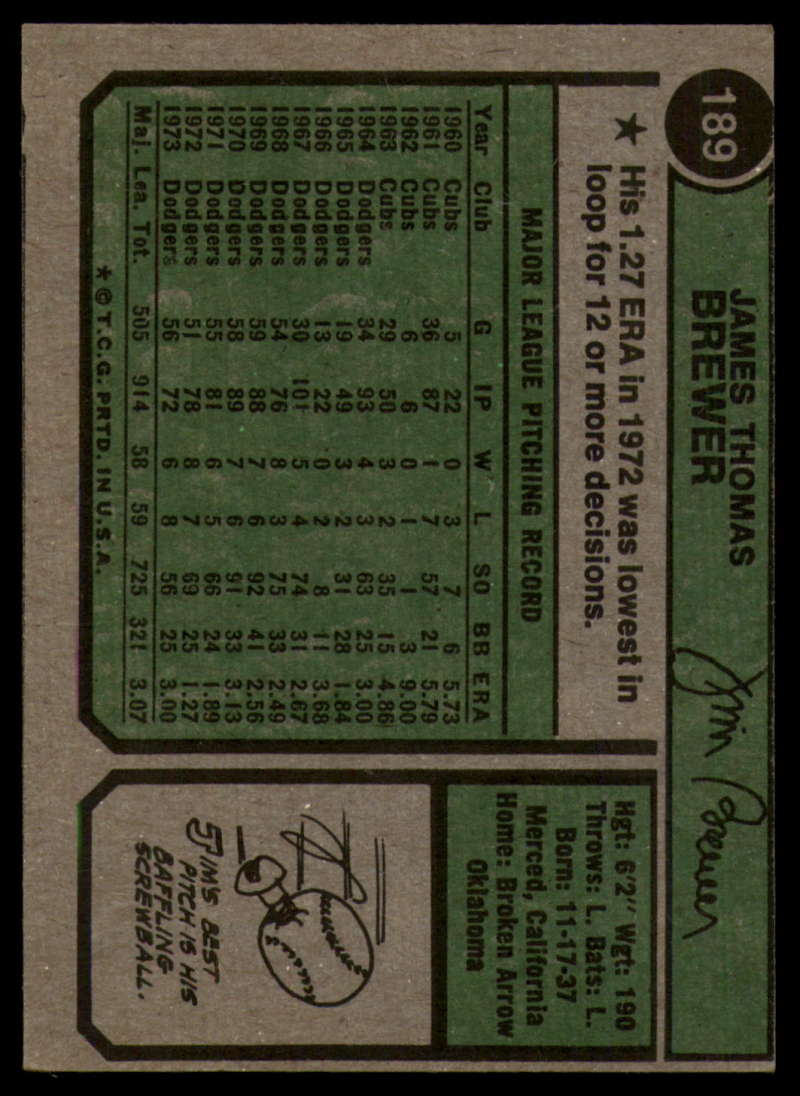 189
JAMES THOMAS
BREWER
Jim Brewer
★ His 1.27 ERA in 1972 was lowest in
loop for 12 or more decisions.
MAJOR LEAGUE PITCHING RECORD
Year Club G IP W L SO BB ERA
1960 Cubs 5 22 0 3 7 6 5.73
1961 Cubs 36 87 1 7 57 21 5.79
1962 Cubs 6 6 0 1 1 3 9.00
1963 Cubs 29 50 3 2 35 15 4.86
1964 Dodgers 34 93 4 3 63 25 3.00
1965 Dodgers 19 49 3 2 31 28 1.84
1966 Dodgers 13 22 0 2 8 11 3.68
1967 Dodgers 30 101 5 4 74 31 2.67
1968 Dodgers 54 76 8 3 75 33 2.49
1969 Dodgers 59 88 7 6 92 41 2.56
1970 Dodgers 58 89 7 6 91 33 3.13
1971 Dodgers 55 81 6 5 66 24 1.89
1972 Dodgers 51 78 8 7 69 25 1.27
1973 Dodgers 56 72 6 8 56 25 3.00
Maj. Lea. Tot. 505 914 58 59 725 321 3.07
★ © T.C.G. PRTD. IN U.S.A.
Hgt: 6'2" Wgt: 190
Throws: L. Bats: L.
Born: 11-17-37
Merced, California
Home: Broken Arrow
Oklahoma
JIM'S BEST
PITCH IS HIS
BAFFLING
SCREWBALL.